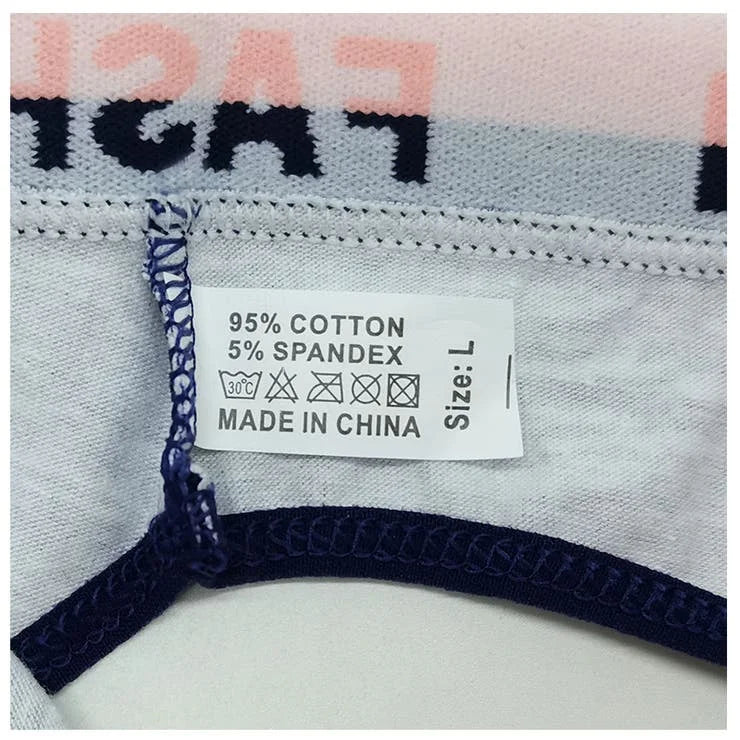 95% COTTON
5% SPANDEX
30℃
MADE IN CHINA
Size: L